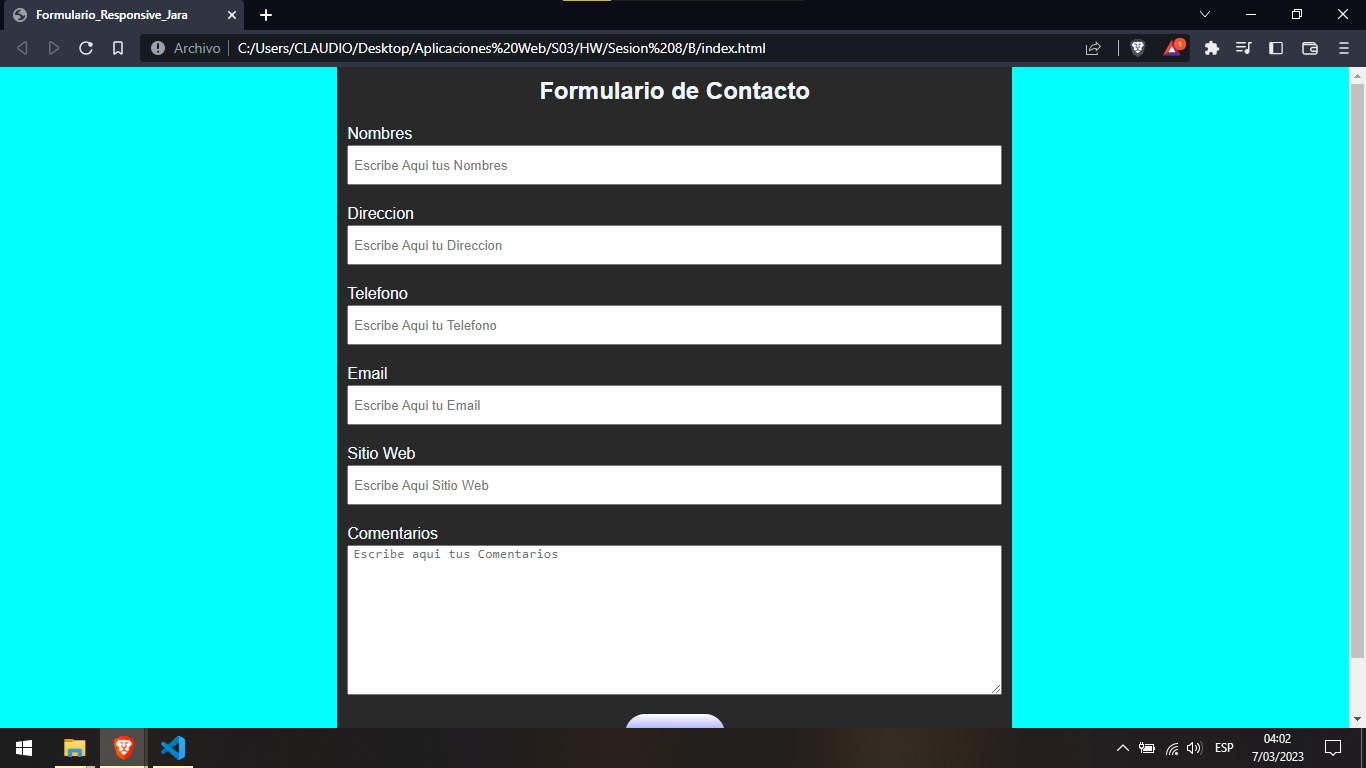 Formulario_Responsive_Jara
Archivo
C:/Users/CLAUDIO/Desktop/Aplicaciones%20Web/S03/HW/Sesion%208/B/index.html
1
Formulario de Contacto
Nombres
Escribe Aqui tus Nombres
Direccion
Escribe Aqui tu Direccion
Telefono
Escribe Aqui tu Telefono
Email
Escribe Aqui tu Email
Sitio Web
Escribe Aqui Sitio Web
Comentarios
Escribe aqui tus Comentarios
ESP
04:02
7/03/2023